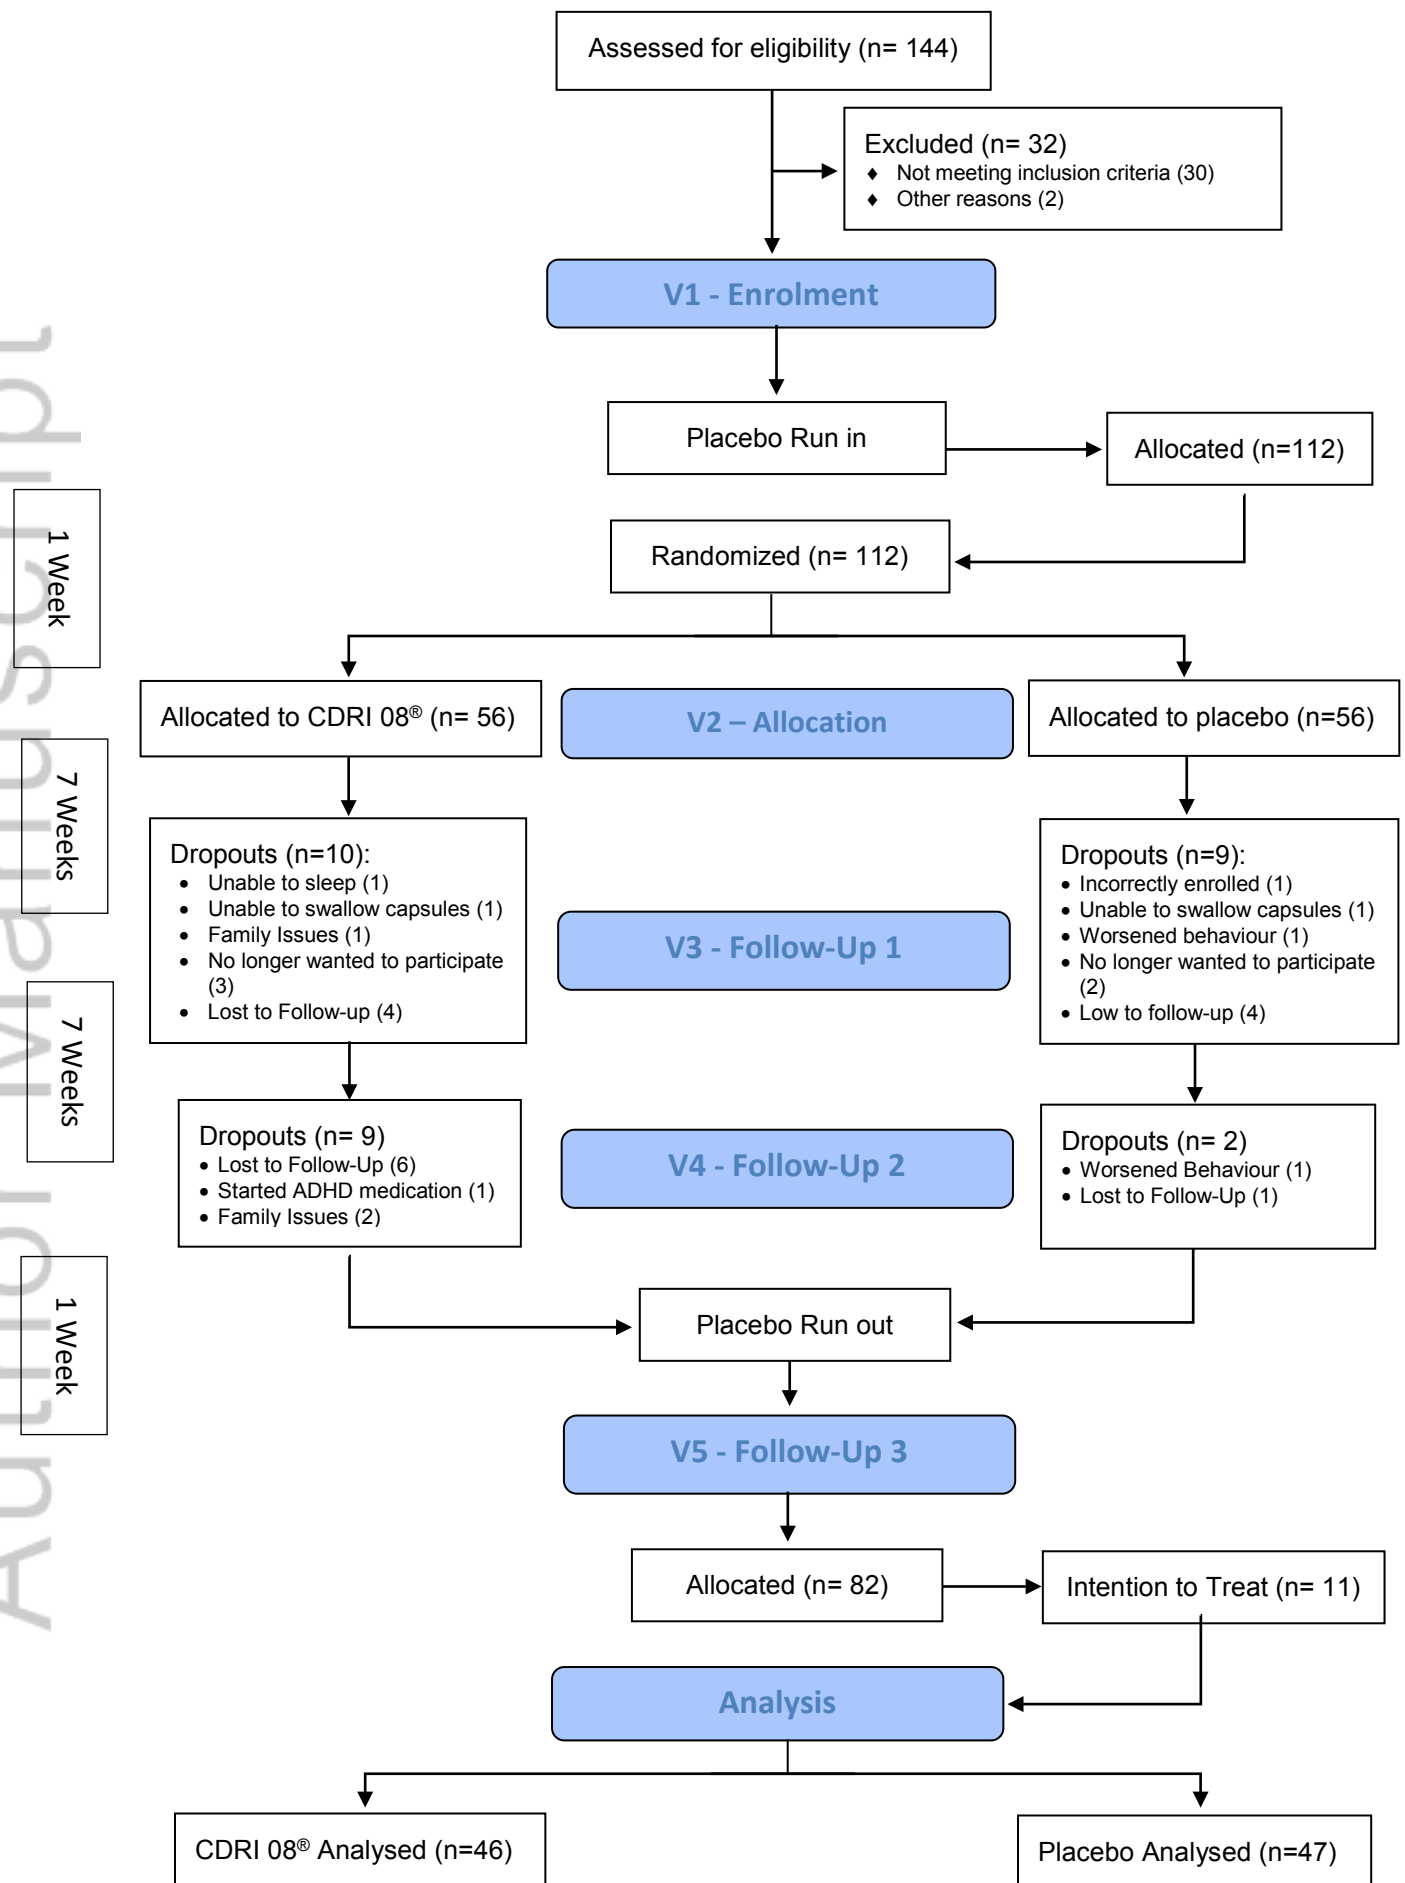 Assessed for eligibility (n= 144)
Excluded (n= 32)
♦ Not meeting inclusion criteria (30)
♦ Other reasons (2)
V1 - Enrolment
Placebo Run in
Allocated (n=112)
1 Week
Randomized (n= 112)
Allocated to CDRI 08® (n= 56)
V2 – Allocation
Allocated to placebo (n=56)
7 Weeks
Dropouts (n=10):
• Unable to sleep (1)
• Unable to swallow capsules (1)
• Family Issues (1)
• No longer wanted to participate
(3)
• Lost to Follow-up (4)
V3 - Follow-Up 1
Dropouts (n=9):
• Incorrectly enrolled (1)
• Unable to swallow capsules (1)
• Worsened behaviour (1)
• No longer wanted to participate
(2)
• Low to follow-up (4)
7 Weeks
Dropouts (n= 9)
• Lost to Follow-Up (6)
• Started ADHD medication (1)
• Family Issues (2)
V4 - Follow-Up 2
Dropouts (n= 2)
• Worsened Behaviour (1)
• Lost to Follow-Up (1)
1 Week
Placebo Run out
V5 - Follow-Up 3
Allocated (n= 82)
Intention to Treat (n= 11)
Analysis
CDRI 08® Analysed (n=46)
Placebo Analysed (n=47)
Author Manuscript